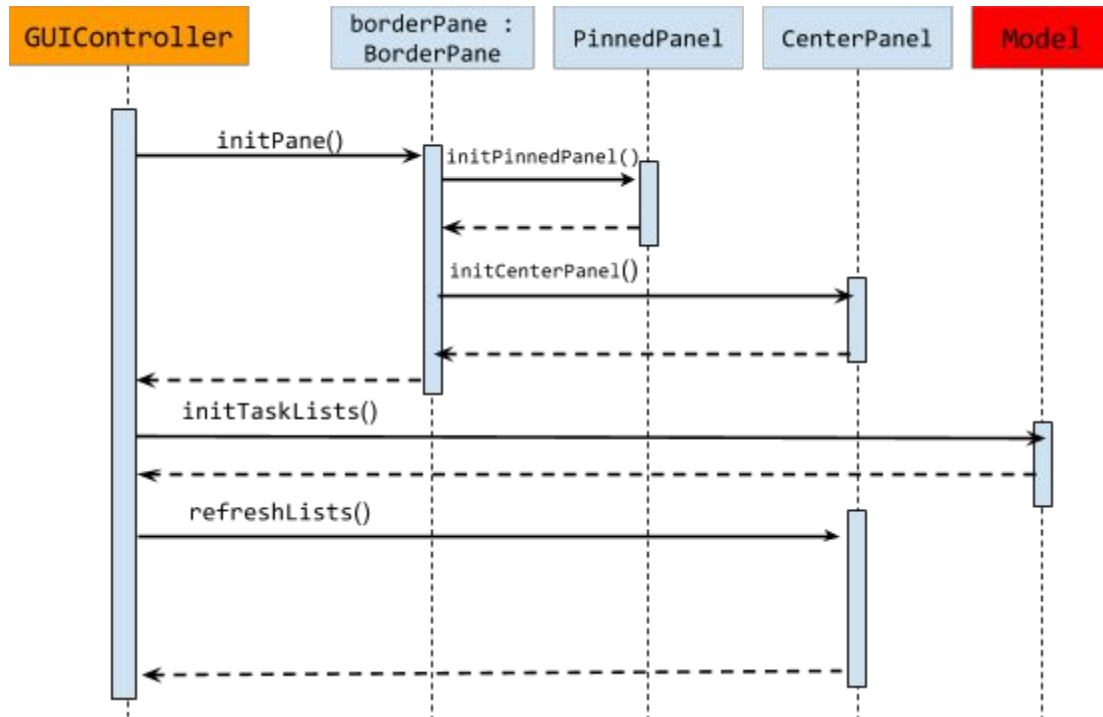 GUIController
borderPane :
BorderPane
PinnedPanel
CenterPanel
Model
initPane()
initPinnedPanel()
initCenterPanel()
initTaskLists()
refreshLists()